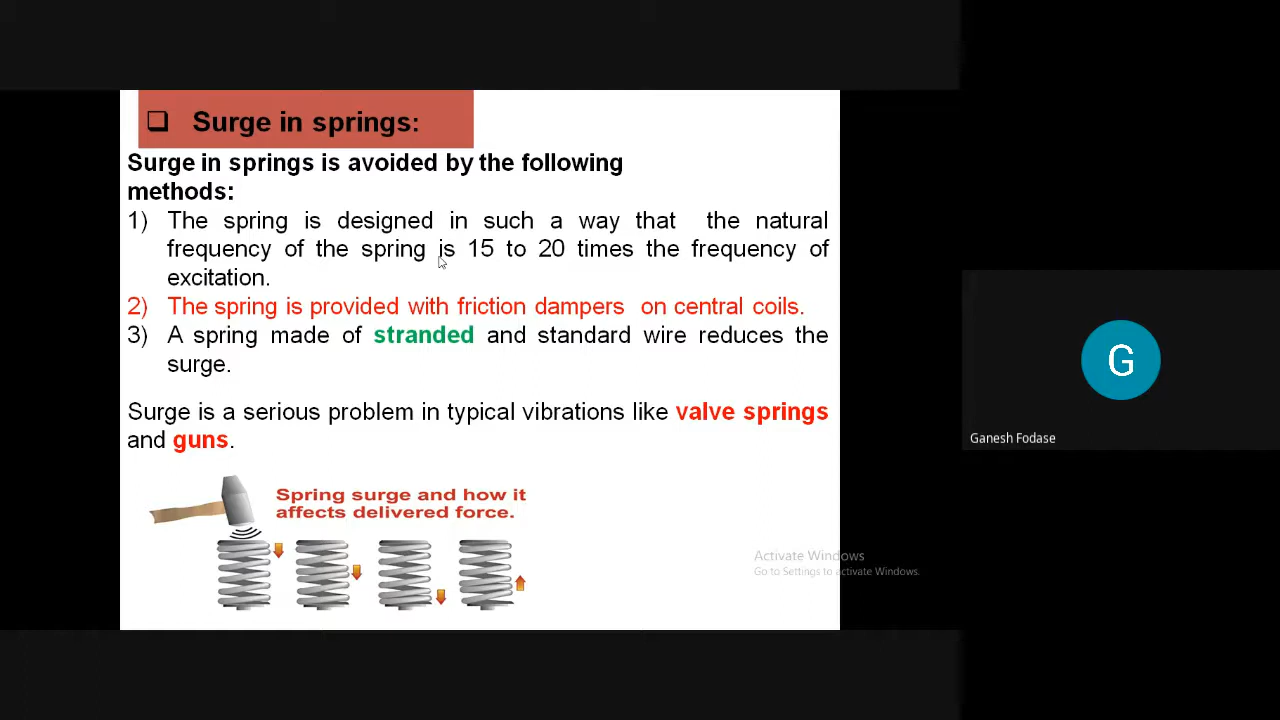 ❑ Surge in springs:
Surge in springs is avoided by the following
methods:
1) The spring is designed in such a way that the natural
frequency of the spring is 15 to 20 times the frequency of
excitation.
2) The spring is provided with friction dampers on central coils.
3) A spring made of stranded and standard wire reduces the
surge.
Surge is a serious problem in typical vibrations like valve springs
and guns.
Spring surge and how it
affects delivered force.
Activate Windows
Go to Settings to activate Windows.
G
Ganesh Fodase